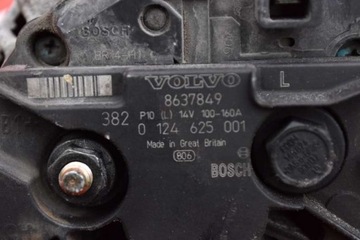 BOSCH
VOLVO
L
8637849
382 P10 (L) 14V 100-160A
0 124 625 001
Made in Great Britain
806
BOSCH